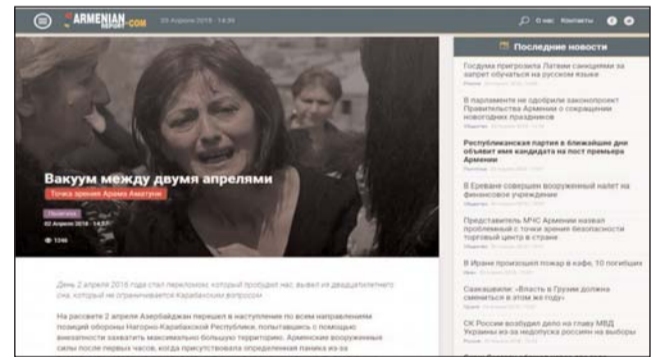 ARMENIAN
REPORT.COM
03 Апреля 2018 - 14:39
О нас Контакты
Последние новости
Госдума пригрозила Латвии санкциями за
запрет обучаться на русском языке
В парламенте не одобрили законопроект
Правительства Армении о сокращении
новогодних праздников
Республиканская партия в ближайшие дни
объявит имя кандидата на пост премьера
Армении
В Ереване совершен вооруженный налет на
финансовое учреждение
Представитель МЧС Армении назвал
проблемный с точки зрения безопасности
торговый центр в стране
В Иране произошел пожар в кафе, 10 погибших
Саакашвили: «Власть в Грузии должна
смениться в этом же году»
СК России возбудил дело на главу МВД
Украины из-за недопуска россиян на выборы
Вакуум между двумя апрелями
Точка зрения Арама Аматуни
Политика
02 Апреля 2018 - 14:57
1246
День 2 апреля 2016 года стал переломом, который пробудил нас, вывел из двадцатилетнего
сна, который не ограничивается Карабахским вопросом
На рассвете 2 апреля Азербайджан перешел в наступление по всем направлениям
позиций обороны Нагорно-Карабахской Республики, попытавшись с помощью
внезапности захватить максимально большую территорию. Армянские вооруженные
силы после первых часов, когда присутствовала определенная паника из-за